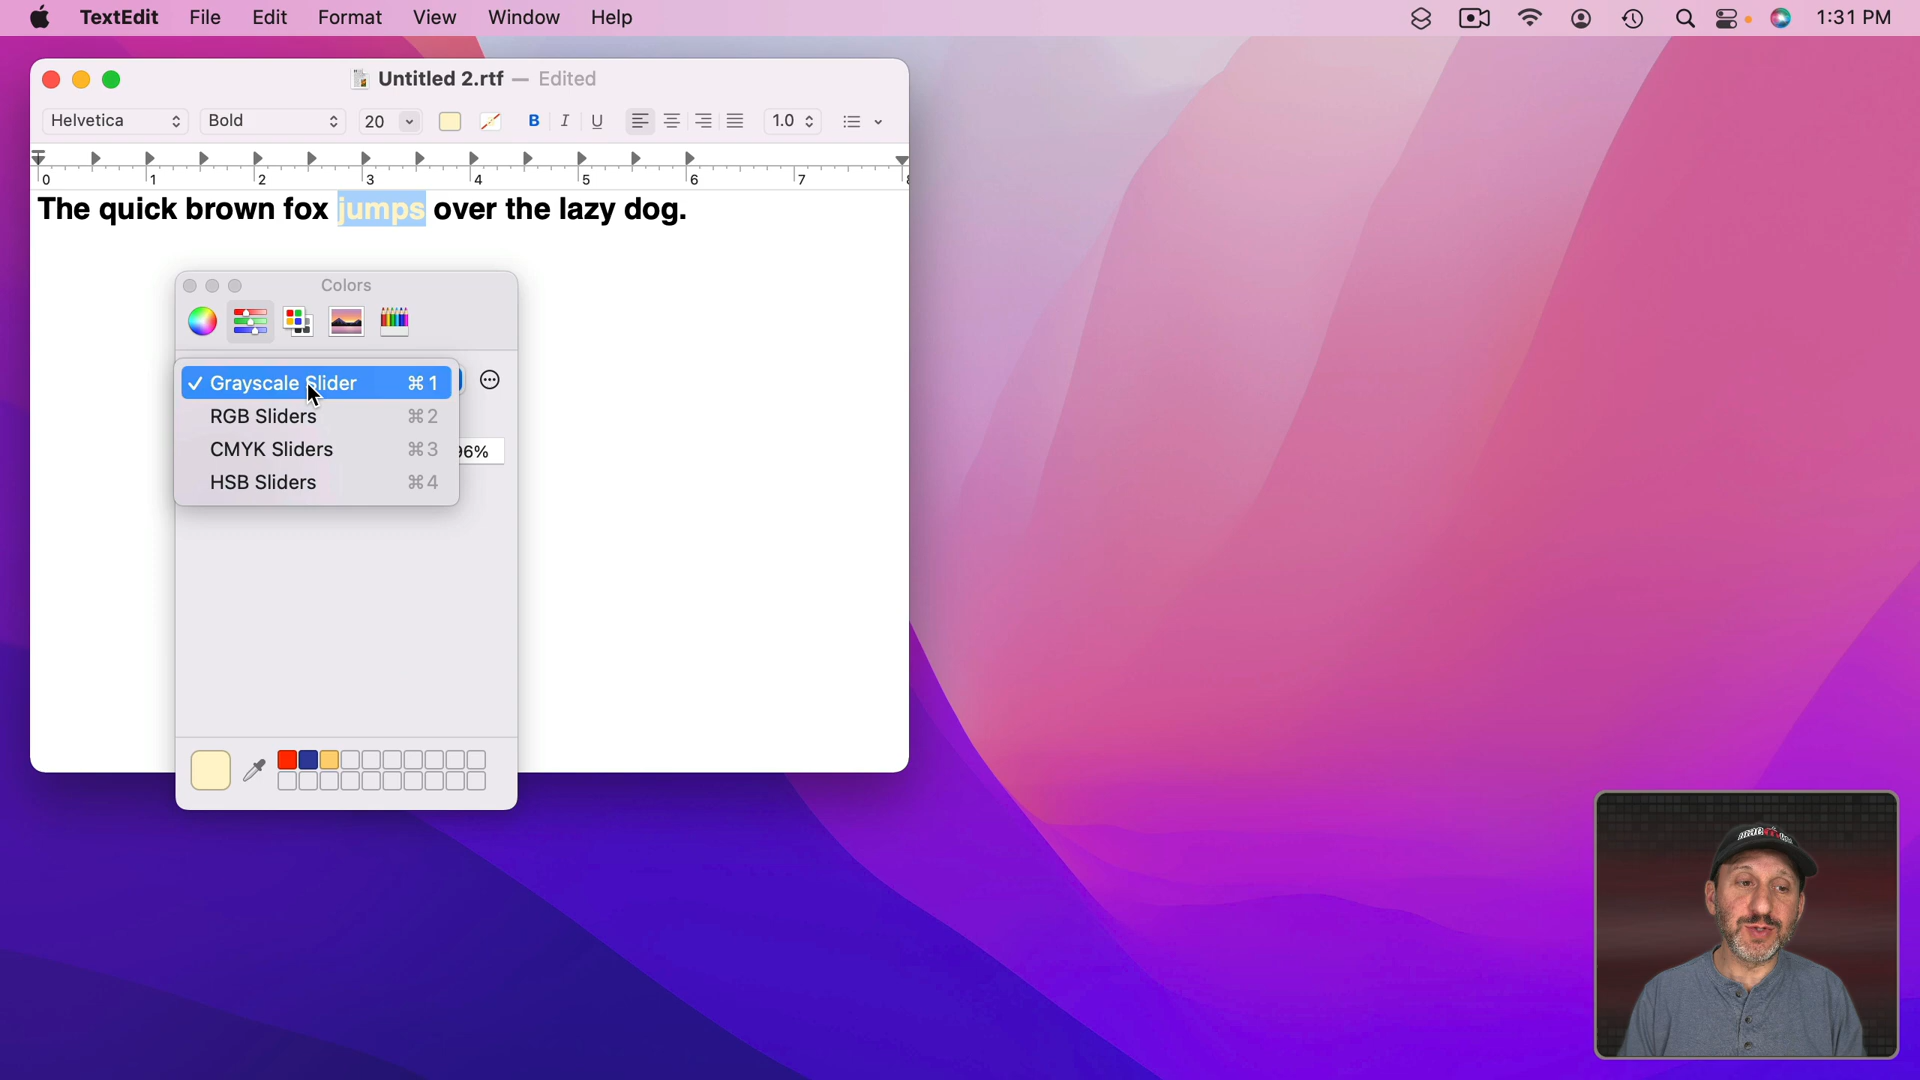 TextEdit File Edit Format View Window Help 1:31 PM
Untitled 2.rtf — Edited
Helvetica Bold 20 B I U 1.0
0 1 2 3 4 5 6 7
The quick brown fox jumps over the lazy dog.
Colors
✓ Grayscale Slider ⌘1
RGB Sliders ⌘2
CMYK Sliders ⌘3
96%
HSB Sliders ⌘4